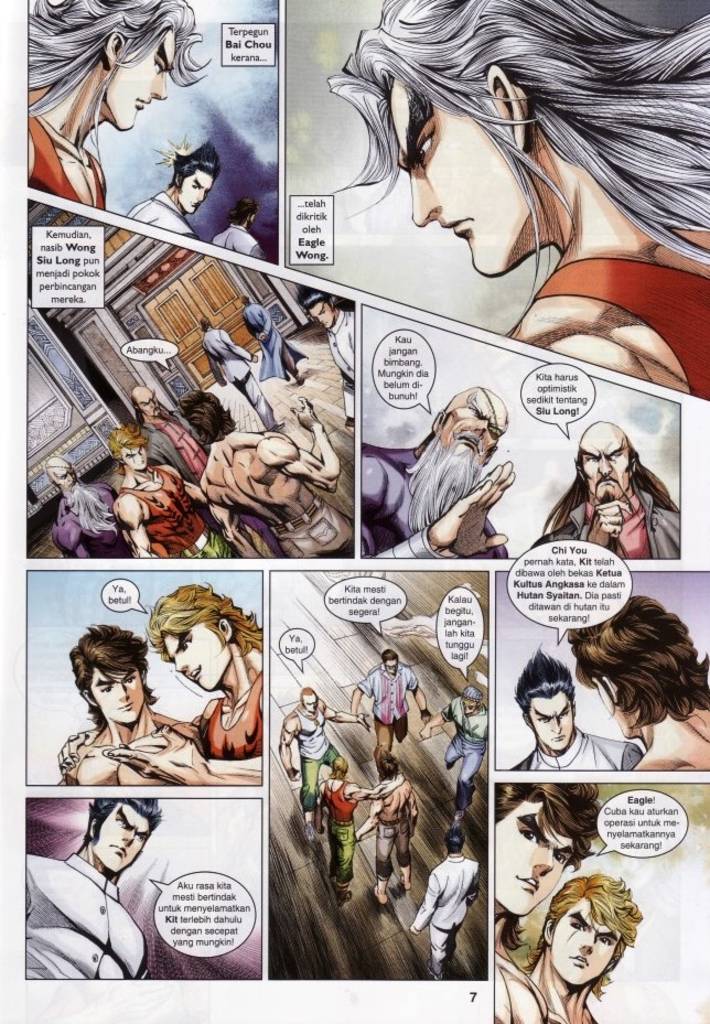 Terpegun
Bai Chou
kerana...
...telah
dikritik
oleh
Eagle
Wong.
Kemudian,
nasib Wong
Siu Long pun
menjadi pokok
perbincangan
mereka.
Abangku...
Kau
jangan
bimbang.
Mungkin dia
belum di-
bunuh!
Kita harus
optimistik
sedikit tentang
Siu Long!
Ya,
betul!
Ya,
betul!
Kita mesti
bertindak dengan
segera!
Kalau
begitu,
jangan-
lah kita
tunggu
lagi!
Chi You
pernah kata, Kit telah
dibawa oleh bekas Ketua
Kultus Angkasa ke dalam
Hutan Syaitan. Dia pasti
ditawan di hutan itu
sekarang!
Aku rasa kita
mesti bertindak
untuk menyelamatkan
Kit terlebih dahulu
dengan secepat
yang mungkin!
Eagle!
Cuba kau aturkan
operasi untuk me-
nyelamatkannya
sekarang!
7